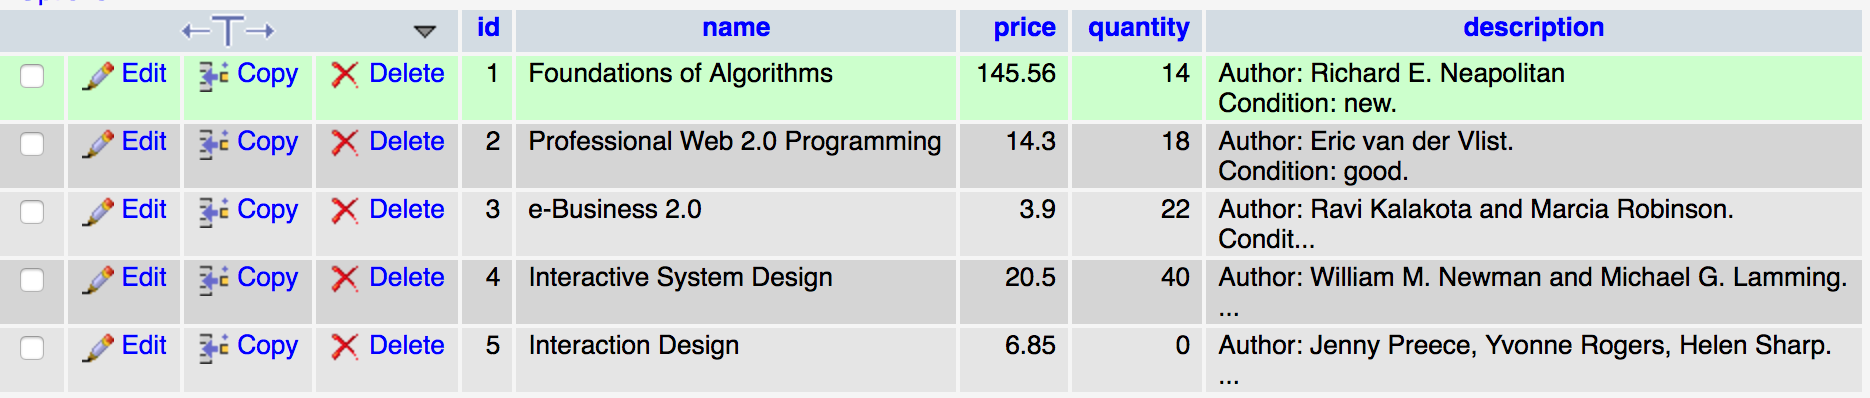 id name price quantity description
Edit Copy Delete 1 Foundations of Algorithms 145.56 14 Author: Richard E. Neapolitan
Condition: new.
Edit Copy Delete 2 Professional Web 2.0 Programming 14.3 18 Author: Eric van der Vlist.
Condition: good.
Edit Copy Delete 3 e-Business 2.0 3.9 22 Author: Ravi Kalakota and Marcia Robinson.
Condit...
Edit Copy Delete 4 Interactive System Design 20.5 40 Author: William M. Newman and Michael G. Lamming.
...
Edit Copy Delete 5 Interaction Design 6.85 0 Author: Jenny Preece, Yvonne Rogers, Helen Sharp.
...